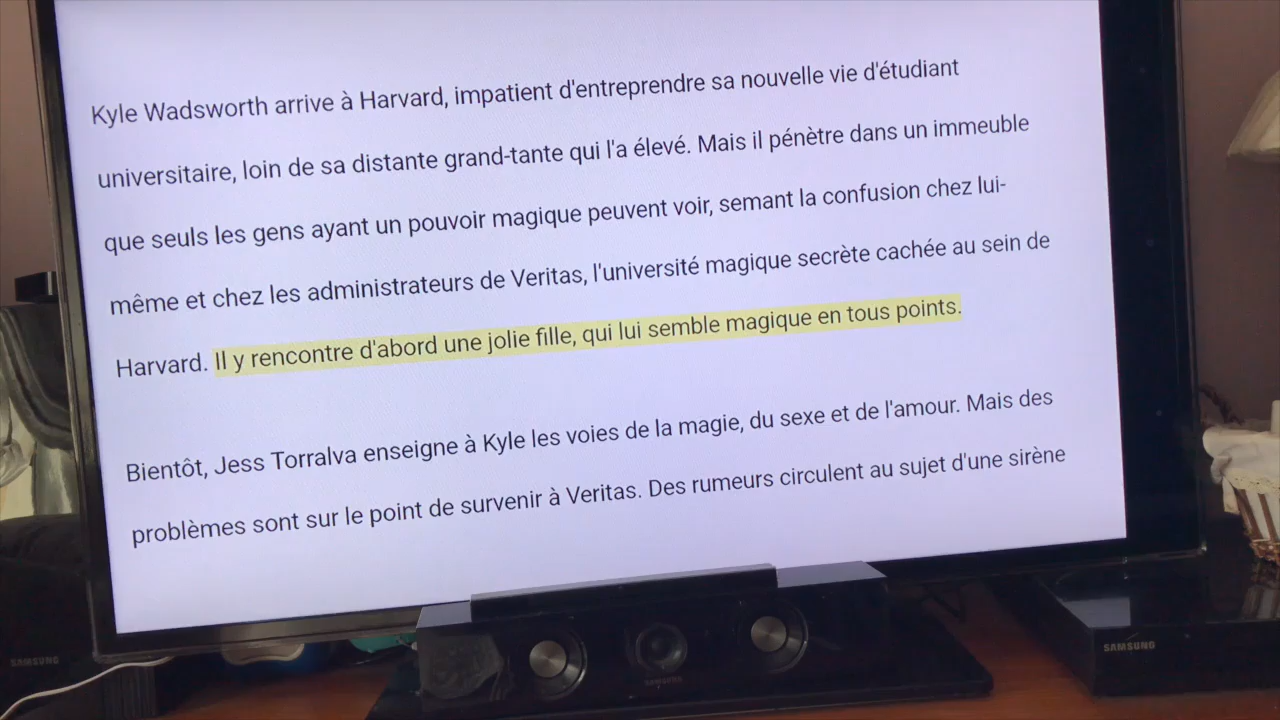 Kyle Wadsworth arrive à Harvard, impatient d'entreprendre sa nouvelle vie d'étudiant
universitaire, loin de sa distante grand-tante qui l'a élevé. Mais il pénètre dans un immeuble
que seuls les gens ayant un pouvoir magique peuvent voir, semant la confusion chez lui-
même et chez les administrateurs de Veritas, l'université magique secrète cachée au sein de
Harvard. Il y rencontre d'abord une jolie fille, qui lui semble magique en tous points.
Bientôt, Jess Torralva enseigne à Kyle les voies de la magie, du sexe et de l'amour. Mais des
problèmes sont sur le point de survenir à Veritas. Des rumeurs circulent au sujet d'une sirène
SAMSUNG
SAMSUNG
SAMSUNG